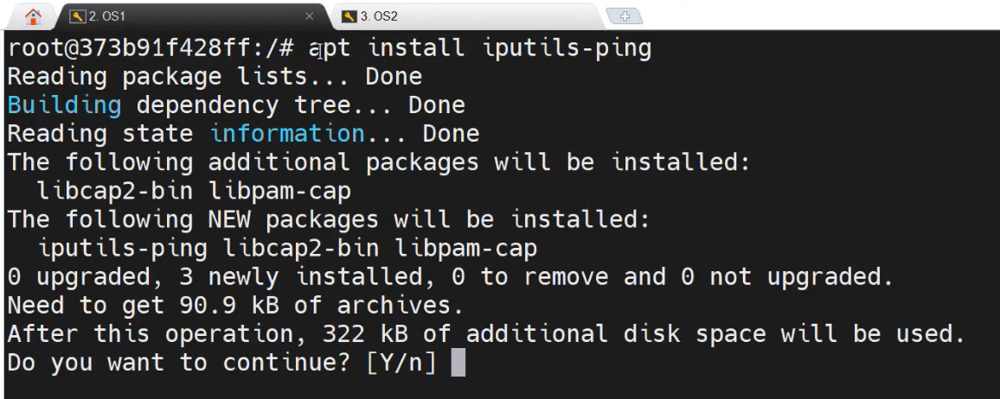 2. OS1
3. OS2
root@373b91f428ff:/# apt install iputils-ping
Reading package lists... Done
Building dependency tree... Done
Reading state information... Done
The following additional packages will be installed:
  libcap2-bin libpam-cap
The following NEW packages will be installed:
  iputils-ping libcap2-bin libpam-cap
0 upgraded, 3 newly installed, 0 to remove and 0 not upgraded.
Need to get 90.9 kB of archives.
After this operation, 322 kB of additional disk space will be used.
Do you want to continue? [Y/n]